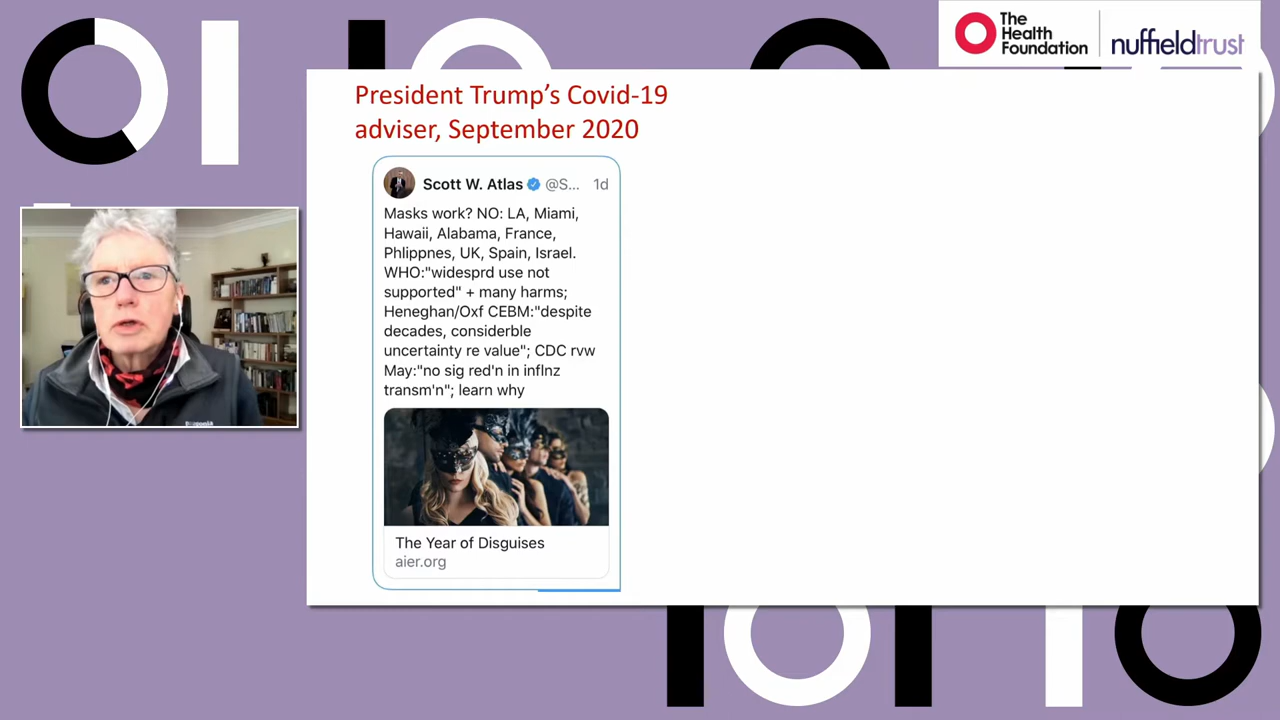 The
Health
Foundation
nuffieldtrust
President Trump’s Covid-19
adviser, September 2020
Scott W. Atlas @S... 1d
Masks work? NO: LA, Miami,
Hawaii, Alabama, France,
Phlippnes, UK, Spain, Israel.
WHO:"widesprd use not
supported" + many harms;
Heneghan/Oxf CEBM:"despite
decades, considerble
uncertainty re value"; CDC rvw
May:"no sig red'n in inflnz
transm'n"; learn why
The Year of Disguises
aier.org